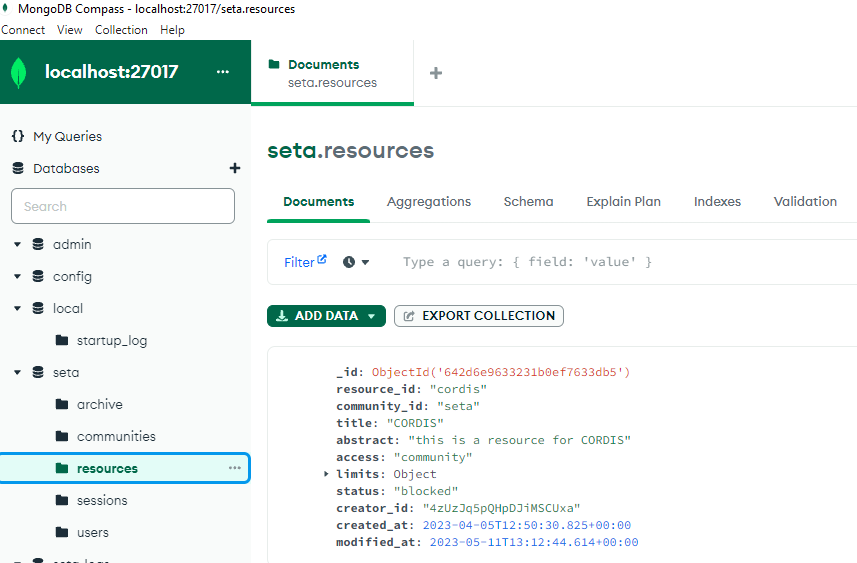 MongoDB Compass - localhost:27017/seta.resources
Connect View Collection Help
localhost:27017 ...
Documents
seta.resources
+
{} My Queries
Databases +
Search
admin
config
local
startup_log
seta
archive
communities
resources ...
sessions
users
seta.resources
Documents Aggregations Schema Explain Plan Indexes Validation
Filter Type a query: { field: 'value' }
ADD DATA EXPORT COLLECTION
_id: ObjectId('642d6e9633231b0ef7633db5')
resource_id: "cordis"
community_id: "seta"
title: "CORDIS"
abstract: "this is a resource for CORDIS"
access: "community"
limits: Object
status: "blocked"
creator_id: "4zUzJq5pQHpDJiMSCUxa"
created_at: 2023-04-05T12:50:30.825+00:00
modified_at: 2023-05-11T13:12:44.614+00:00